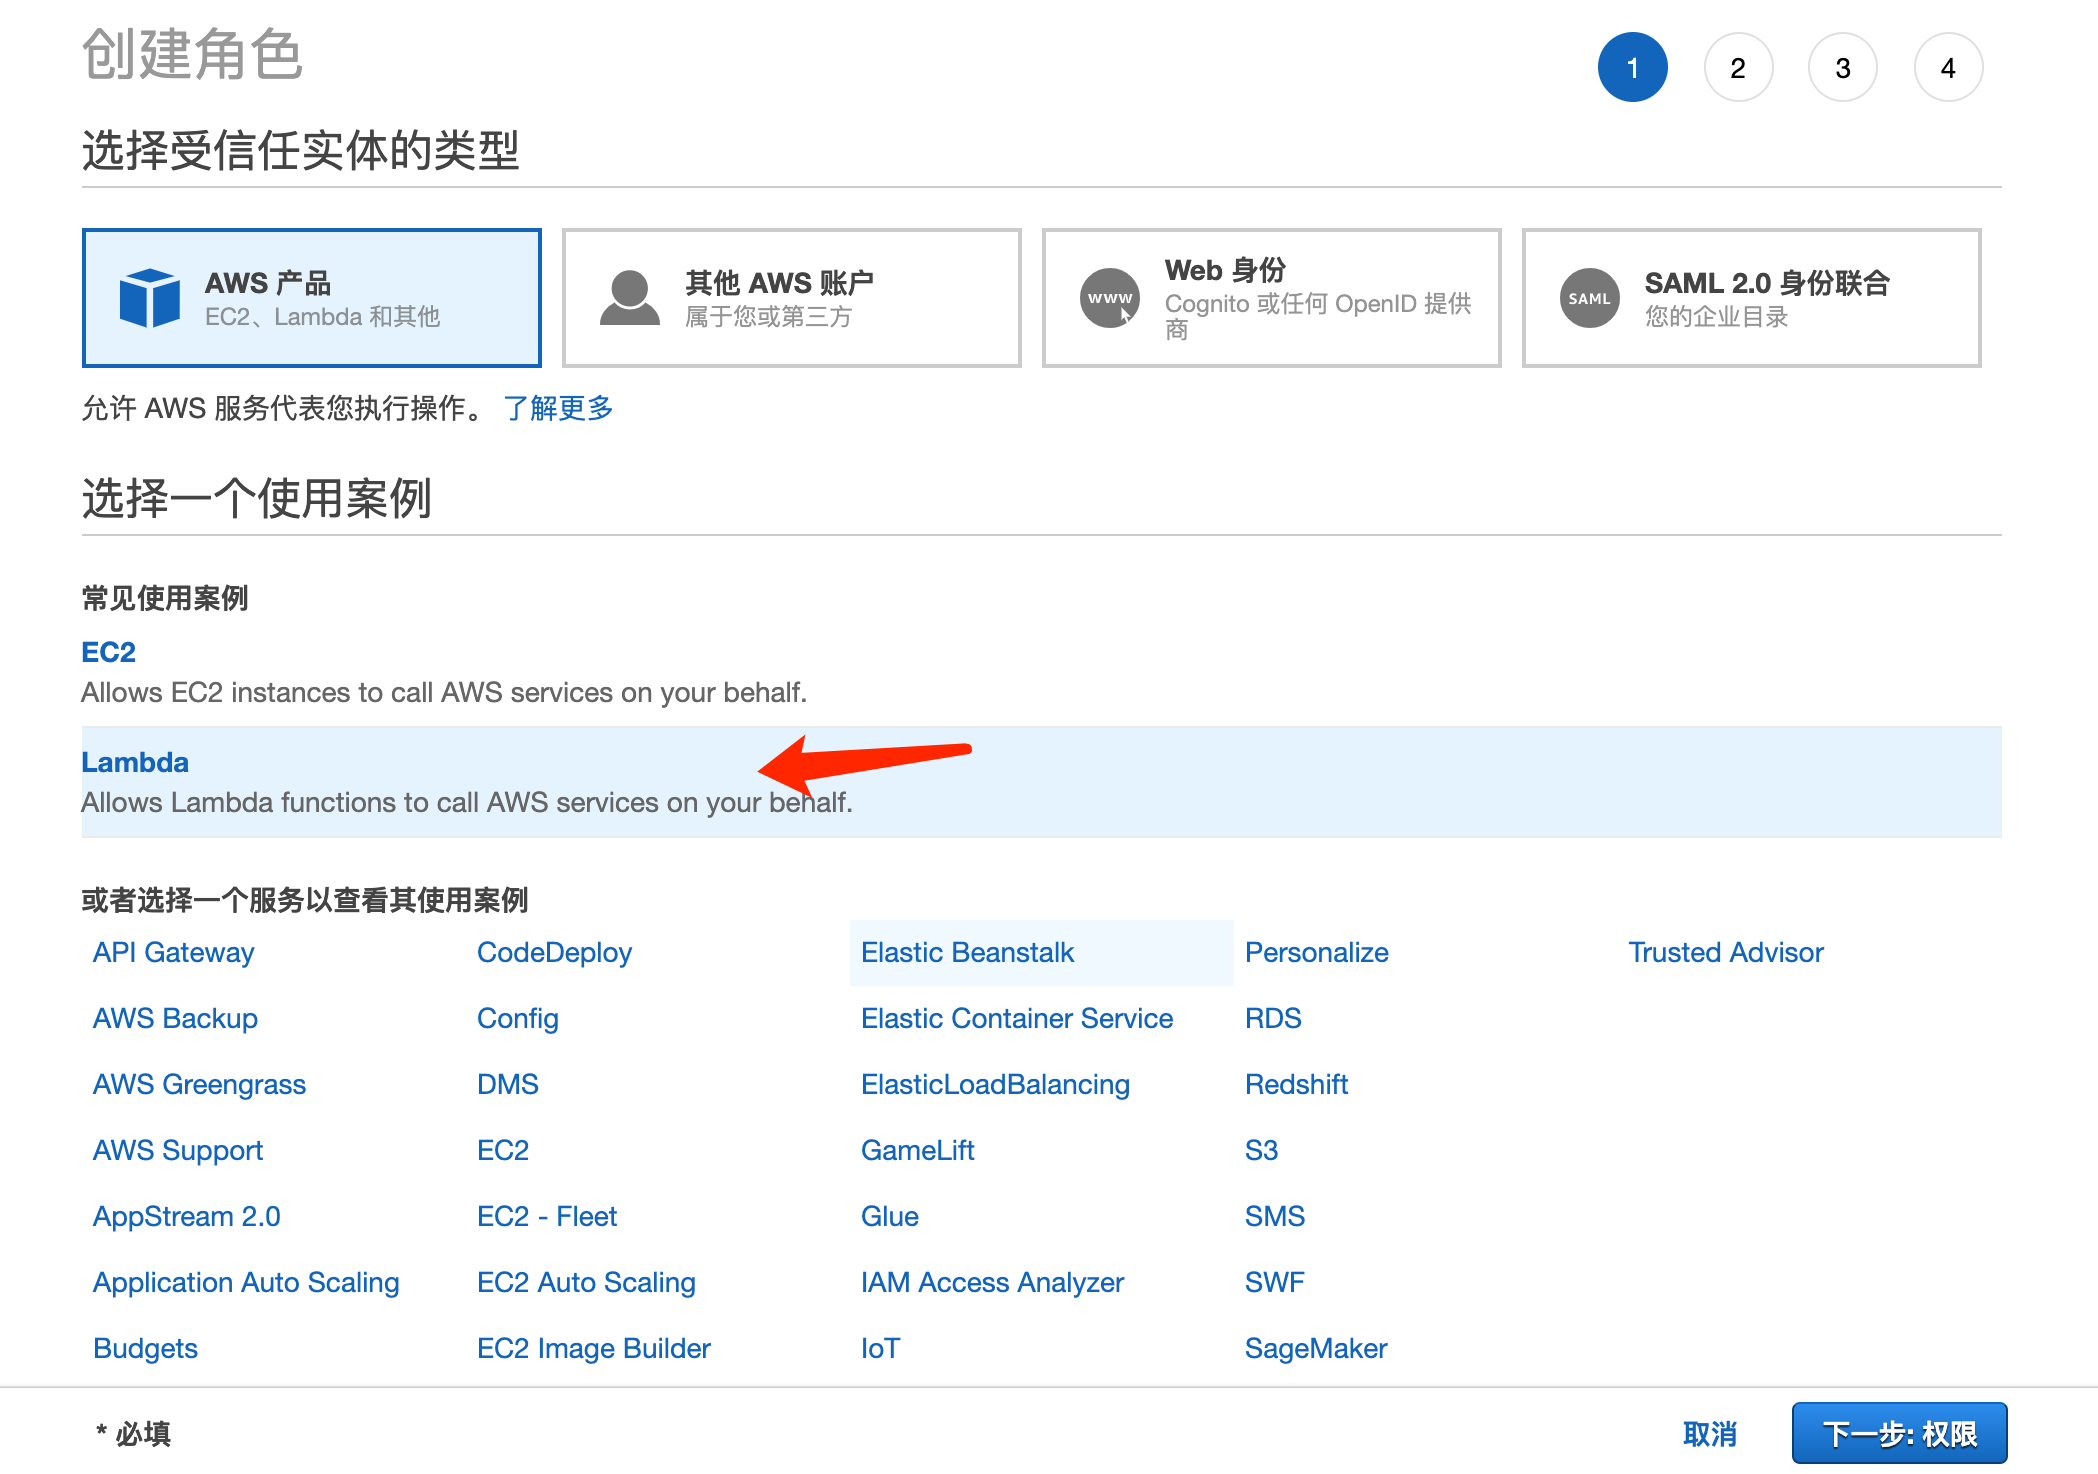 创建角色
1 2 3 4
选择受信任实体的类型
AWS 产品
EC2、Lambda 和其他
其他 AWS 账户
属于您或第三方
www
Web 身份
Cognito 或任何 OpenID 提供
商
SAML
SAML 2.0 身份联合
您的企业目录
允许 AWS 服务代表您执行操作。 了解更多
选择一个使用案例
常见使用案例
EC2
Allows EC2 instances to call AWS services on your behalf.
Lambda
Allows Lambda functions to call AWS services on your behalf.
或者选择一个服务以查看其使用案例
API Gateway CodeDeploy Elastic Beanstalk Personalize Trusted Advisor
AWS Backup Config Elastic Container Service RDS
AWS Greengrass DMS ElasticLoadBalancing Redshift
AWS Support EC2 GameLift S3
AppStream 2.0 EC2 - Fleet Glue SMS
Application Auto Scaling EC2 Auto Scaling IAM Access Analyzer SWF
Budgets EC2 Image Builder IoT SageMaker
* 必填 取消 下一步: 权限